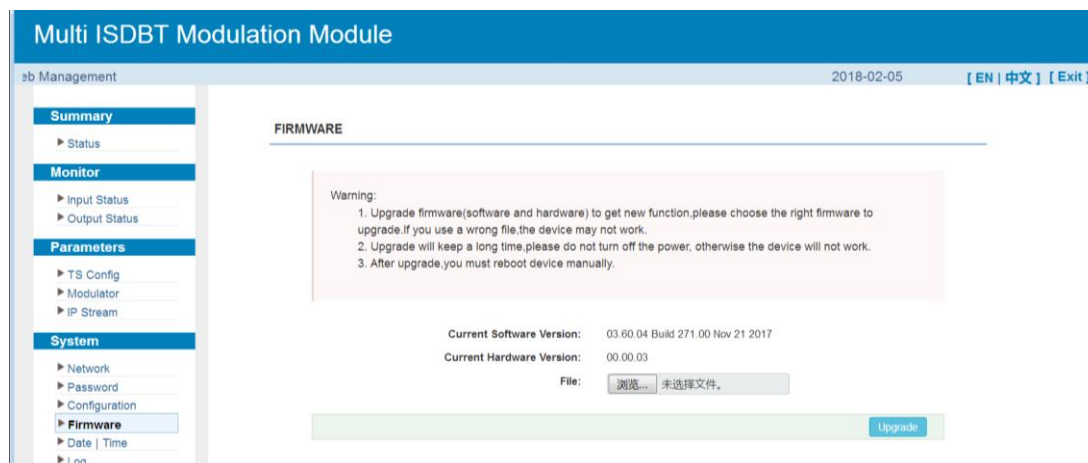 Multi ISDBT Modulation Module
eb Management
2018-02-05
[ EN | 中文 ] [ Exit ]
Summary
Status
Monitor
Input Status
Output Status
Parameters
TS Config
Modulator
IP Stream
System
Network
Password
Configuration
Firmware
Date | Time
Log
FIRMWARE
Warning:
1. Upgrade firmware(software and hardware) to get new function,please choose the right firmware to
upgrade.If you use a wrong file,the device may not work.
2. Upgrade will keep a long time,please do not turn off the power, otherwise the device will not work.
3. After upgrade,you must reboot device manually.
Current Software Version: 03.60.04 Build 271.00 Nov 21 2017
Current Hardware Version: 00.00.03
File: 浏览... 未选择文件。
Upgrade